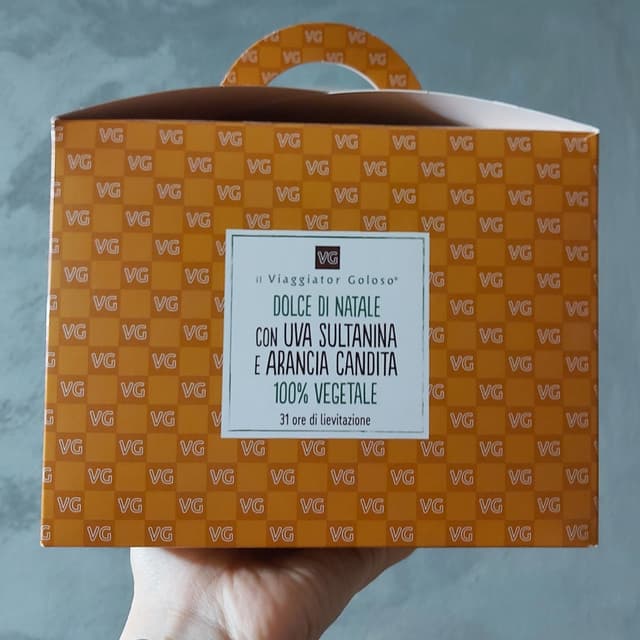 VG
il Viaggiator Goloso®
DOLCE DI NATALE
CON UVA SULTANINA
E ARANCIA CANDITA
100% VEGETALE
31 ore di lievitazione